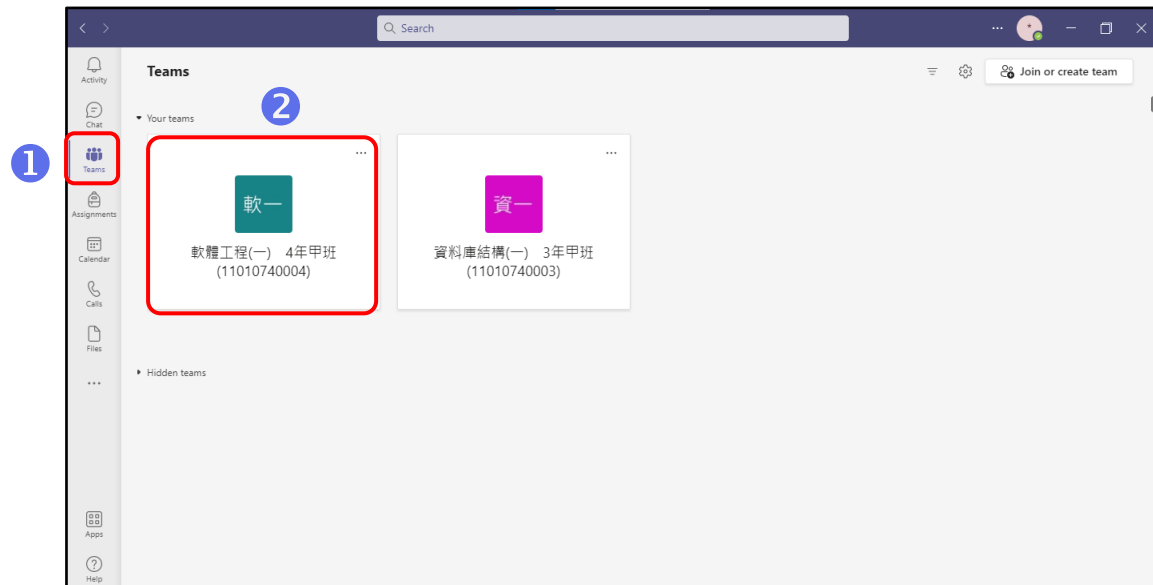 Search
...
Activity
Chat
Teams
Assignments
Calendar
Calls
Files
...
Apps
Help
Teams
Join or create team
Your teams
1
2
...
軟一
軟體工程(一) 4年甲班
(11010740004)
...
資一
資料庫結構(一) 3年甲班
(11010740003)
Hidden teams